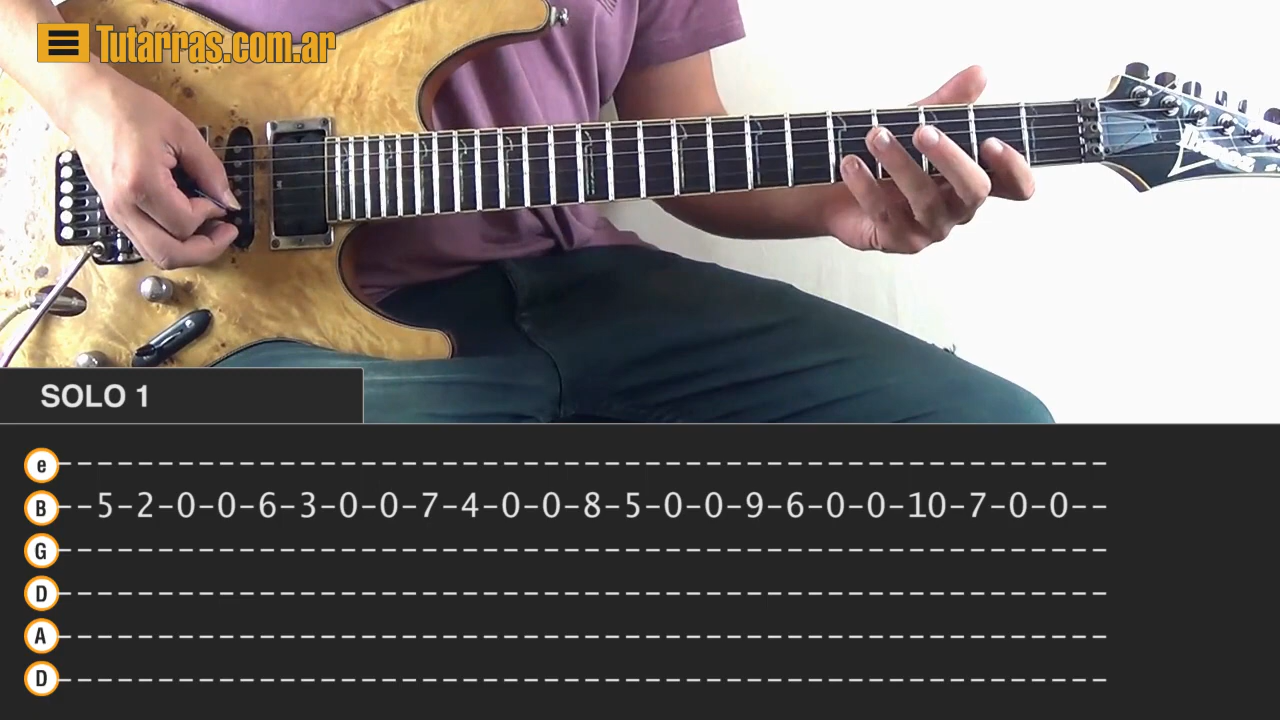 Tutarras.com.ar
Ibanez
SOLO 1
e--------------------------------------------------
B--5-2-0-0-6-3-0-0-7-4-0-0-8-5-0-0-9-6-0-0-10-7-0-0--
G--------------------------------------------------
D--------------------------------------------------
A--------------------------------------------------
D--------------------------------------------------